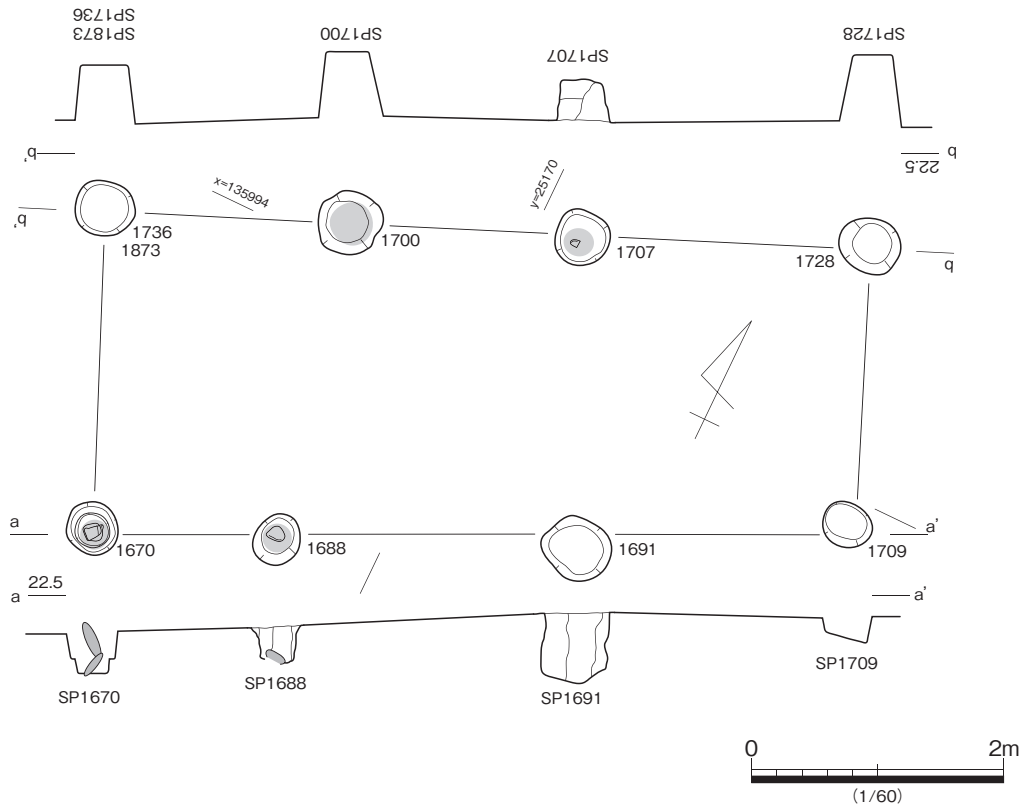 SP1736
SP1873
SP1700
SP1707
SP1728
b'
b
22.5
b'
x=135994
y=25170
1736
1873
1700
1707
1728
b
a
1670
1688
1691
1709
a'
a
22.5
a'
SP1670
SP1688
SP1691
SP1709
0
2m
(1/60)